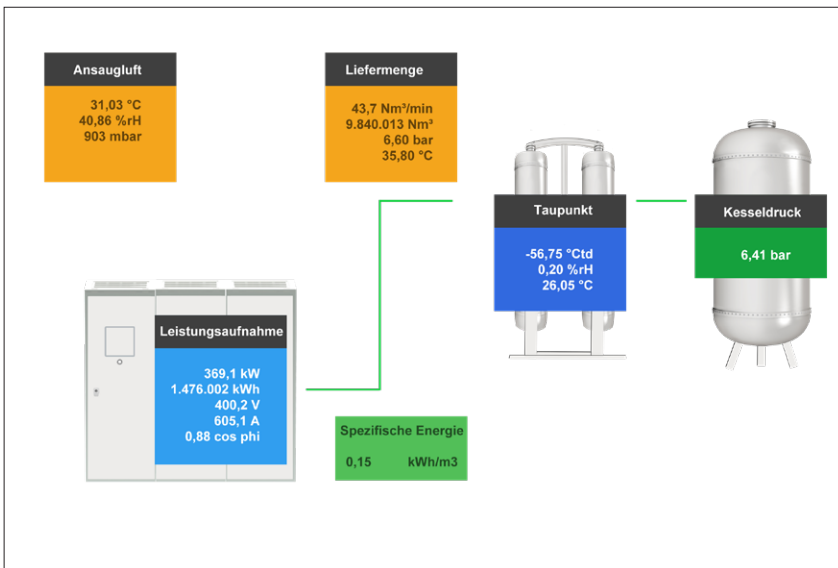 Ansaugluft
31,03 °C
40,86 %rH
903 mbar
Liefermenge
43,7 Nm³/min
9.840.013 Nm³
6,60 bar
35,80 °C
Taupunkt
-56,75 °Ctd
0,20 %rH
26,05 °C
Kesseldruck
6,41 bar
Leistungsaufnahme
369,1 kW
1.476.002 kWh
400,2 V
605,1 A
0,88 cos phi
Spezifische Energie
0,15 kWh/m3